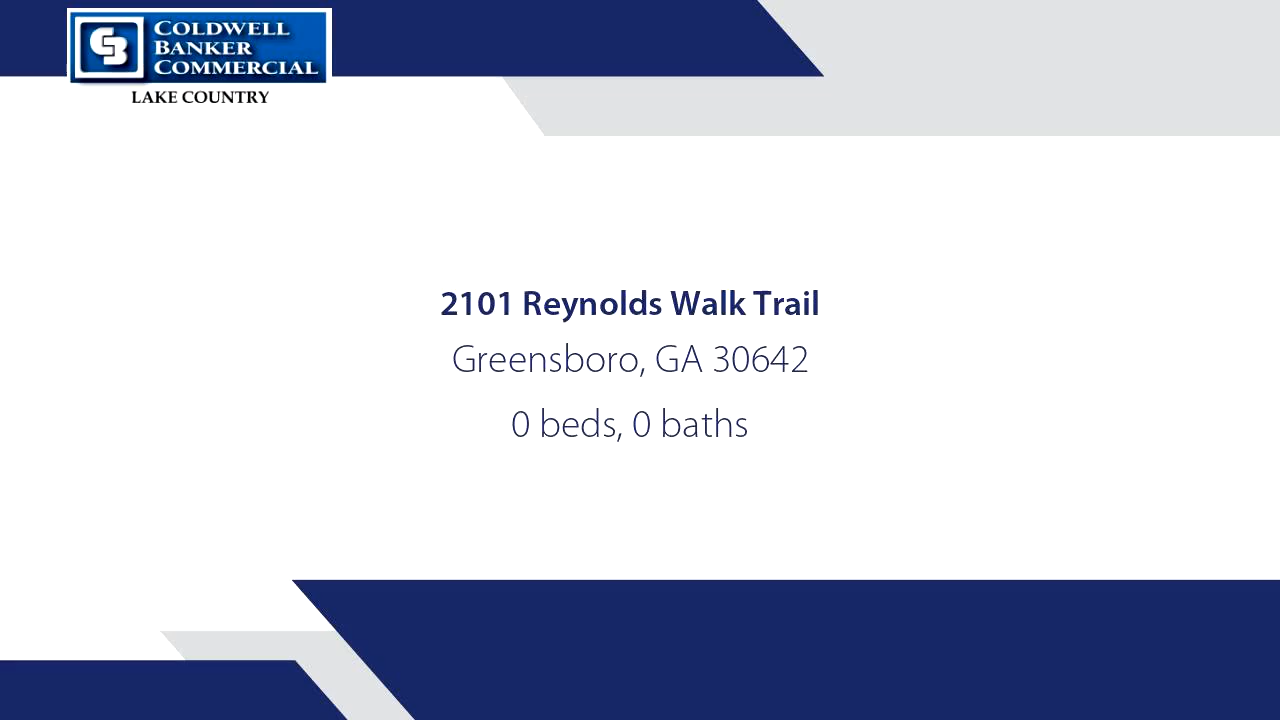 COLDWELL
BANKER
COMMERCIAL
LAKE COUNTRY
2101 Reynolds Walk Trail
Greensboro, GA 30642
0 beds, 0 baths